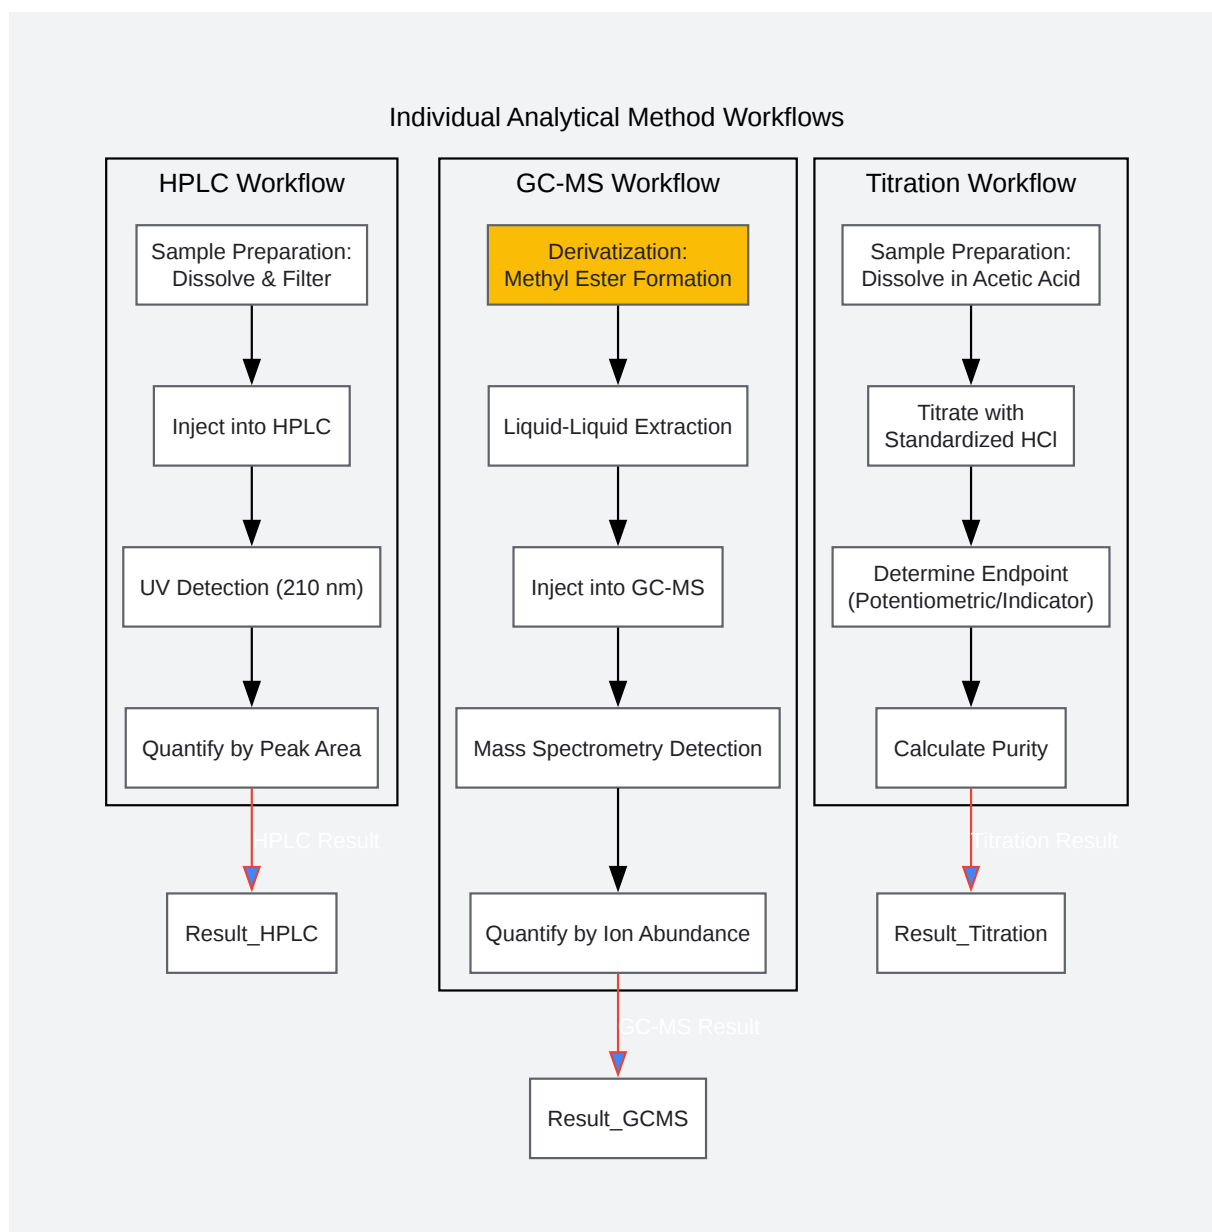 Individual Analytical Method Workflows
HPLC Workflow
Sample Preparation:
Dissolve & Filter
Inject into HPLC
UV Detection (210 nm)
Quantify by Peak Area
HPLC Result
Result_HPLC
GC-MS Workflow
Derivatization:
Methyl Ester Formation
Liquid-Liquid Extraction
Inject into GC-MS
Mass Spectrometry Detection
Quantify by Ion Abundance
GC-MS Result
Result_GCMS
Titration Workflow
Sample Preparation:
Dissolve in Acetic Acid
Titrate with
Standardized HCl
Determine Endpoint
(Potentiometric/Indicator)
Calculate Purity
Titration Result
Result_Titration